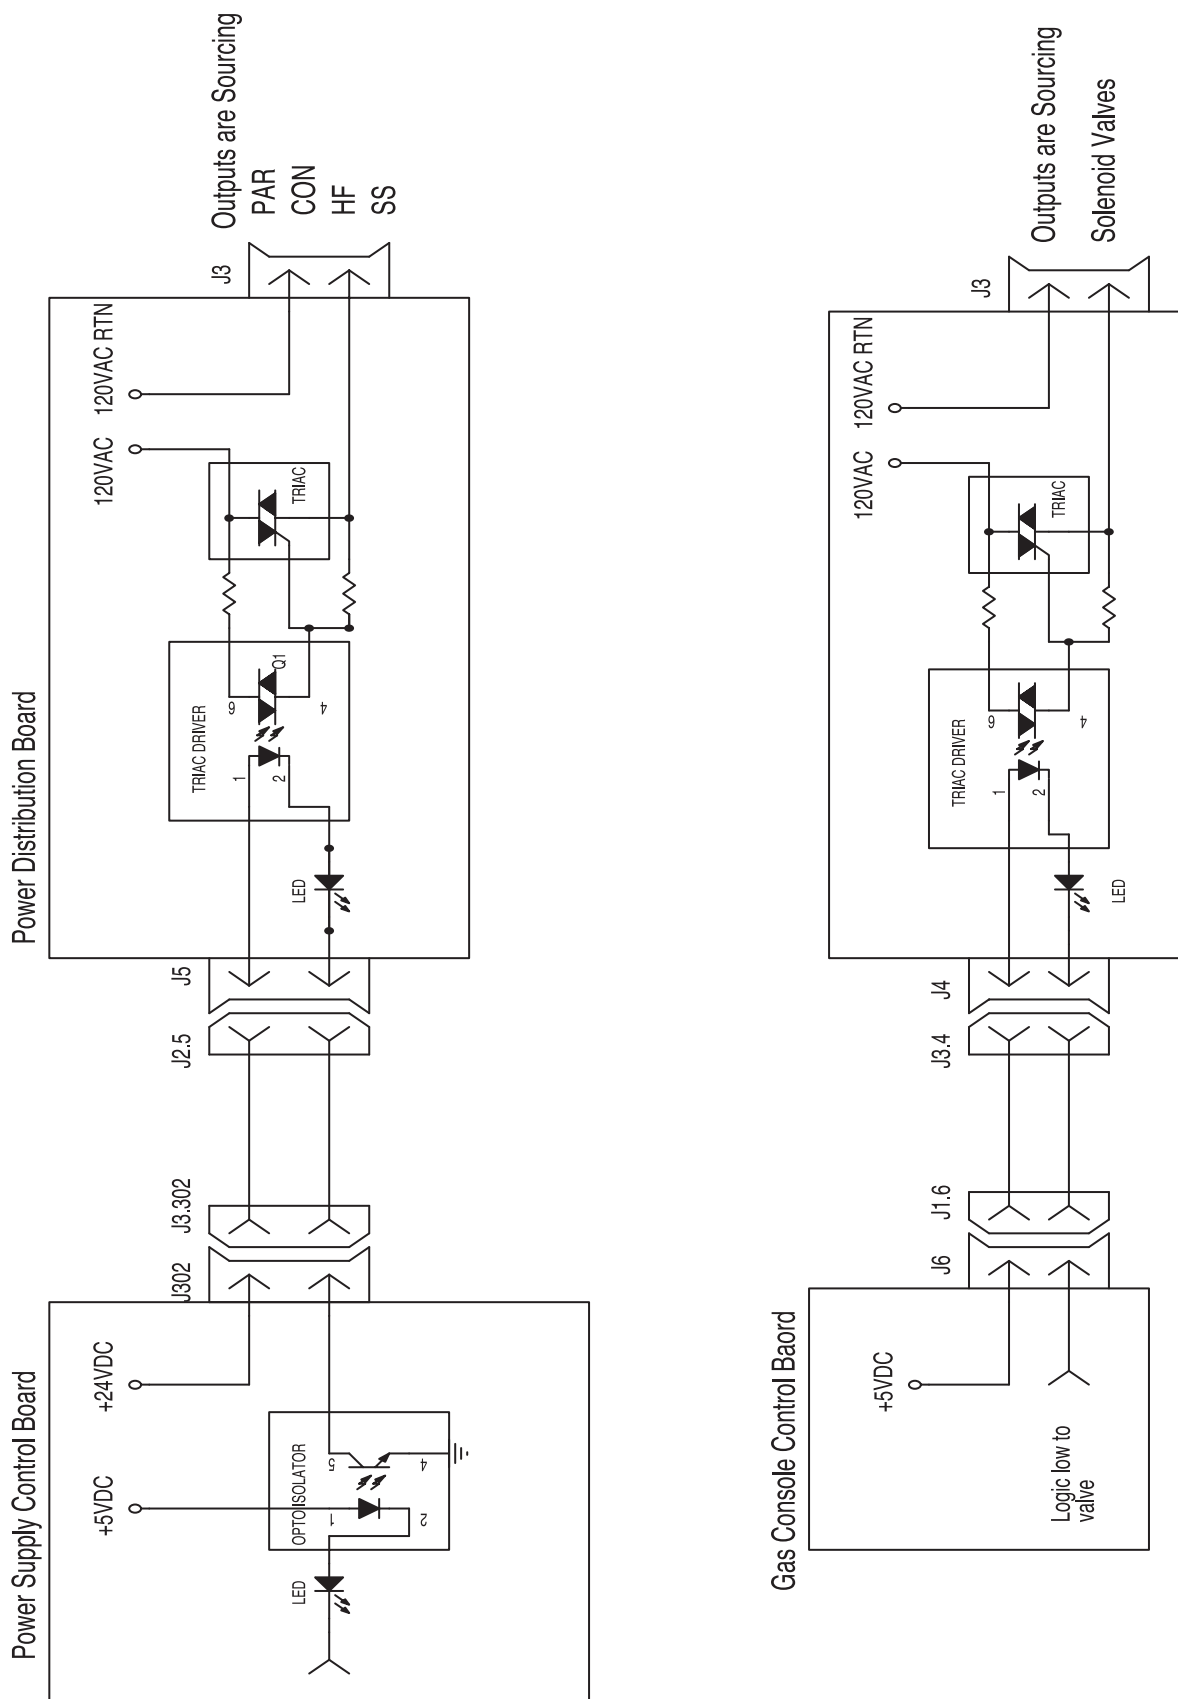 Power Supply Control Board
+5VDC
+24VDC
LED
OPTOISOLATOR
1
2
5
4
J302
J3.302
J2.5
J5
Power Distribution Board
LED
TRIAC DRIVER
1
2
6
4
Q1
TRIAC
120VAC
120VAC RTN
J3
Outputs are Sourcing
PAR
CON
HF
SS
Gas Console Control Baord
+5VDC
Logic low to
valve
J6
J1.6
J3.4
J4
LED
TRIAC DRIVER
1
2
6
4
TRIAC
120VAC
120VAC RTN
J3
Outputs are Sourcing
Solenoid Valves